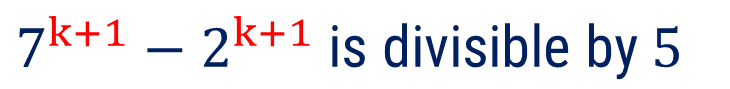 7^{k+1} − 2^{k+1} is divisible by 5